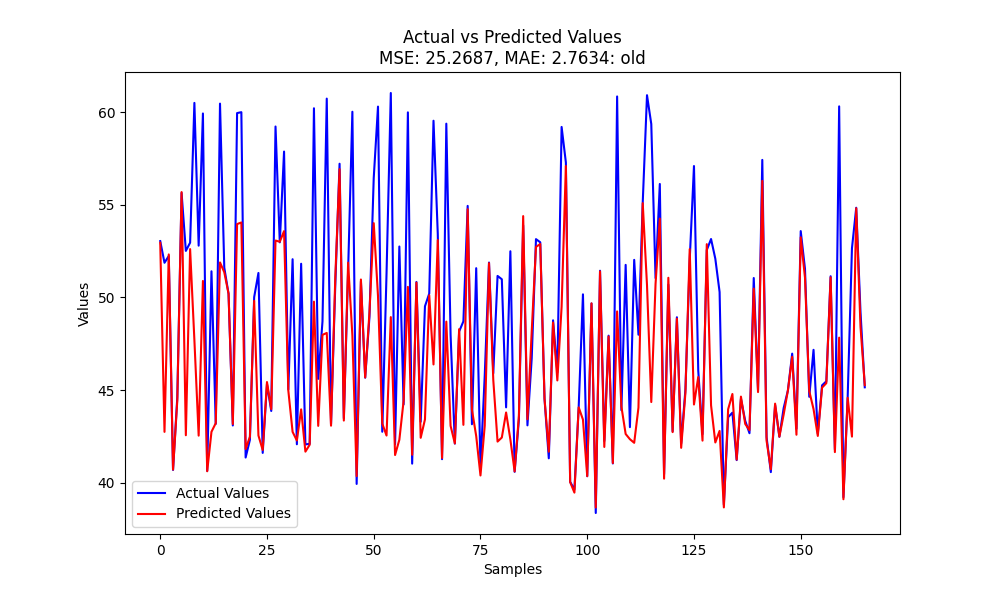 Actual vs Predicted Values
MSE: 25.2687, MAE: 2.7634: old
Values
60
55
50
45
40
Actual Values
Predicted Values
0 25 50 75 100 125 150
Samples